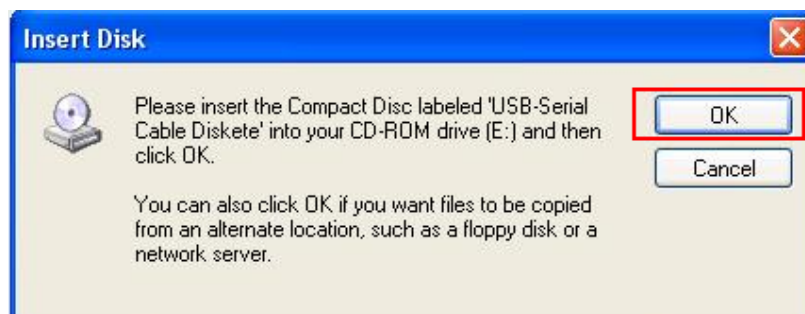 Insert Disk
Please insert the Compact Disc labeled 'USB-Serial
Cable Diskete' into your CD-ROM drive (E:) and then
click OK.
You can also click OK if you want files to be copied
from an alternate location, such as a floppy disk or a
network server.
OK
Cancel